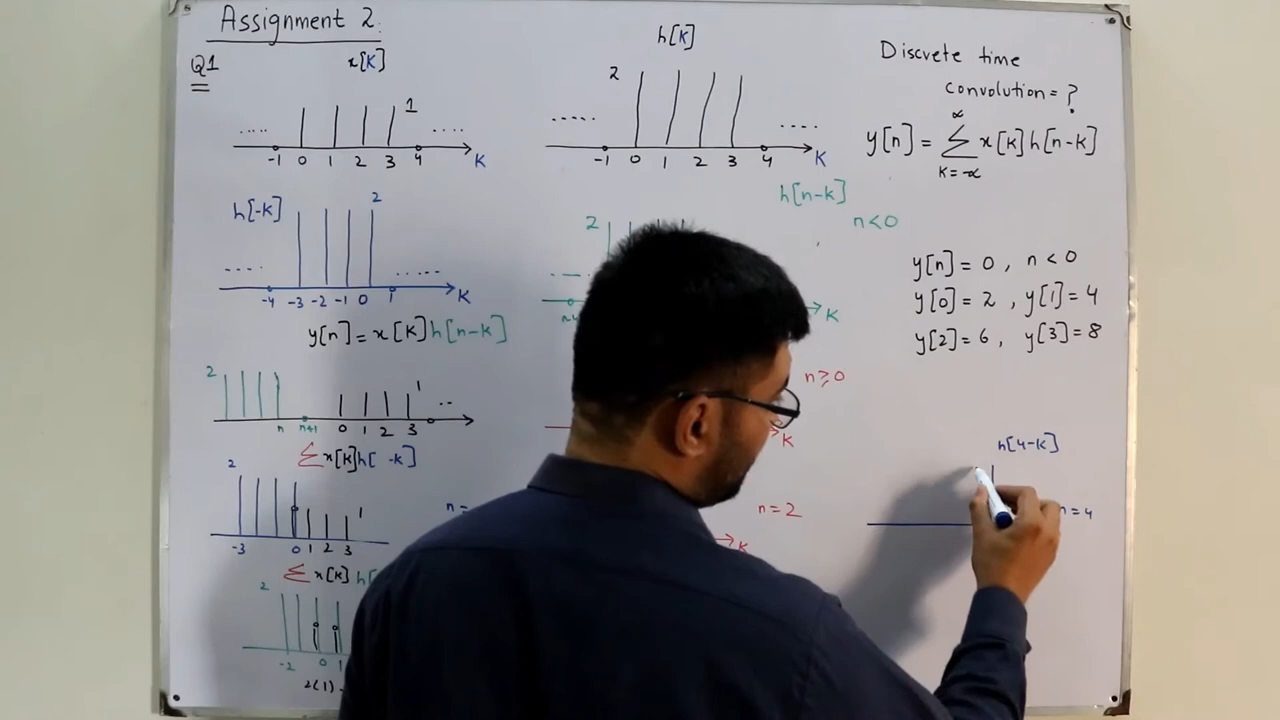 Assignment 2:
Q1
x[K]
1
..... ....
-1 0 1 2 3 4 K
h[K]
2
..... ....
-1 0 1 2 3 4 K
Discrete time
convolution = ?
y[n] = ∑ x[k] h[n-k]
∝
K=-∝
h[-K]
2
.... .....
-4 -3 -2 -1 0 1 K
h[n-k]
n<0
2
K
y[n] = x[K] h[n-k]
y[n] = 0 , n < 0
y[0] = 2 , y[1] = 4
y[2] = 6 , y[3] = 8
2
1
..
n n+1 0 1 2 3
n≥0
K
∑ x[K]h[ -K]
2
1
-3 0 1 2 3
n=
n=2
K
h[4-k]
n=4
∑ x[K]
2
-2 0 1
2(1)